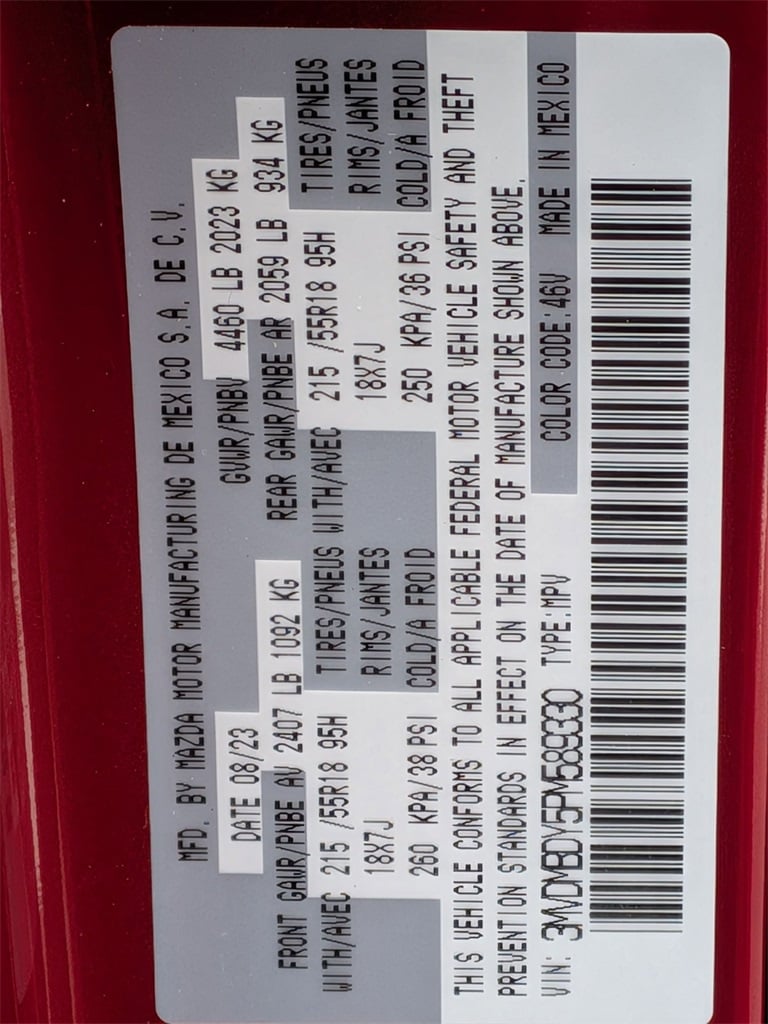 MFD. BY MAZDA MOTOR MANUFACTURING DE MEXICO S.A. DE C.V.
DATE 08/23 GVWR/PNBV 4460 LB 2023 KG
FRONT GAWR/PNBE AV 2407 LB 1092 KG REAR GAWR/PNBE AR 2059 LB 934 KG
WITH/AVEC 215 /55R18 95H TIRES/PNEUS WITH/AVEC 215 /55R18 95H TIRES/PNEUS
18X7J RIMS/JANTES 18X7J RIMS/JANTES
260 KPA/38 PSI COLD/A FROID 250 KPA/36 PSI COLD/A FROID
THIS VEHICLE CONFORMS TO ALL APPLICABLE FEDERAL MOTOR VEHICLE SAFETY AND THEFT
PREVENTION STANDARDS IN EFFECT ON THE DATE OF MANUFACTURE SHOWN ABOVE.
VIN: 3MVDMBDY5PM589330 TYPE:MPV COLOR CODE:46V MADE IN MEXICO